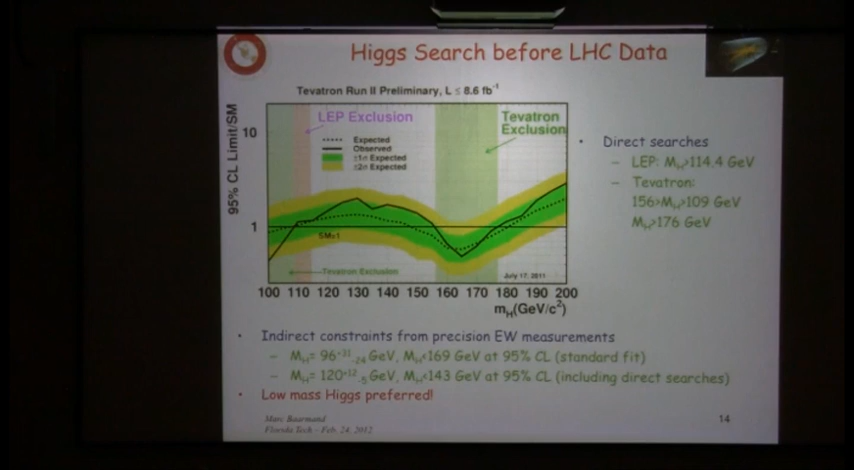 Higgs Search before LHC Data
Tevatron Run II Preliminary, L ≤ 8.6 fb⁻¹
95% CL Limit/SM
10
1
LEP Exclusion
Tevatron
Exclusion
Expected
Observed
±1σ Expected
±2σ Expected
SM=1
Tevatron Exclusion
July 17, 2011
100 110 120 130 140 150 160 170 180 190 200
m_H(GeV/c²)
• Direct searches
– LEP: M_H>114.4 GeV
– Tevatron:
156>M_H>109 GeV
M_H>176 GeV
• Indirect constraints from precision EW measurements
– M_H= 96⁺³¹₋₂₄ GeV, M_H<169 GeV at 95% CL (standard fit)
– M_H= 120⁺¹²₋₅ GeV, M_H<143 GeV at 95% CL (including direct searches)
• Low mass Higgs preferred!
Marc Baarmand
Florida Tech – Feb. 24, 2012
14